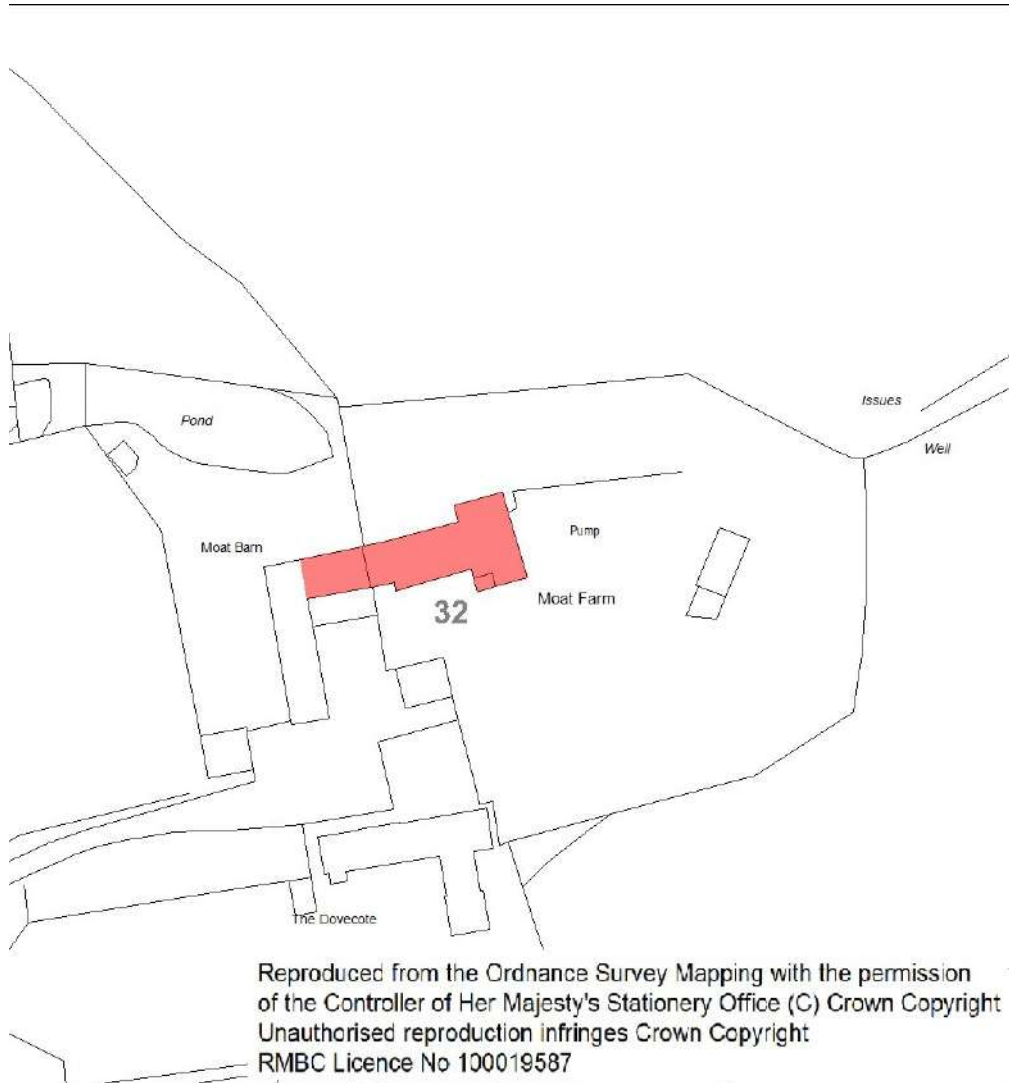 Issues
Pond
Well
Pump
Moat Barn
Moat Farm
32
The Dovecote
Reproduced from the Ordnance Survey Mapping with the permission
of the Controller of Her Majesty's Stationery Office (C) Crown Copyright
Unauthorised reproduction infringes Crown Copyright
RMBC Licence No 100019587